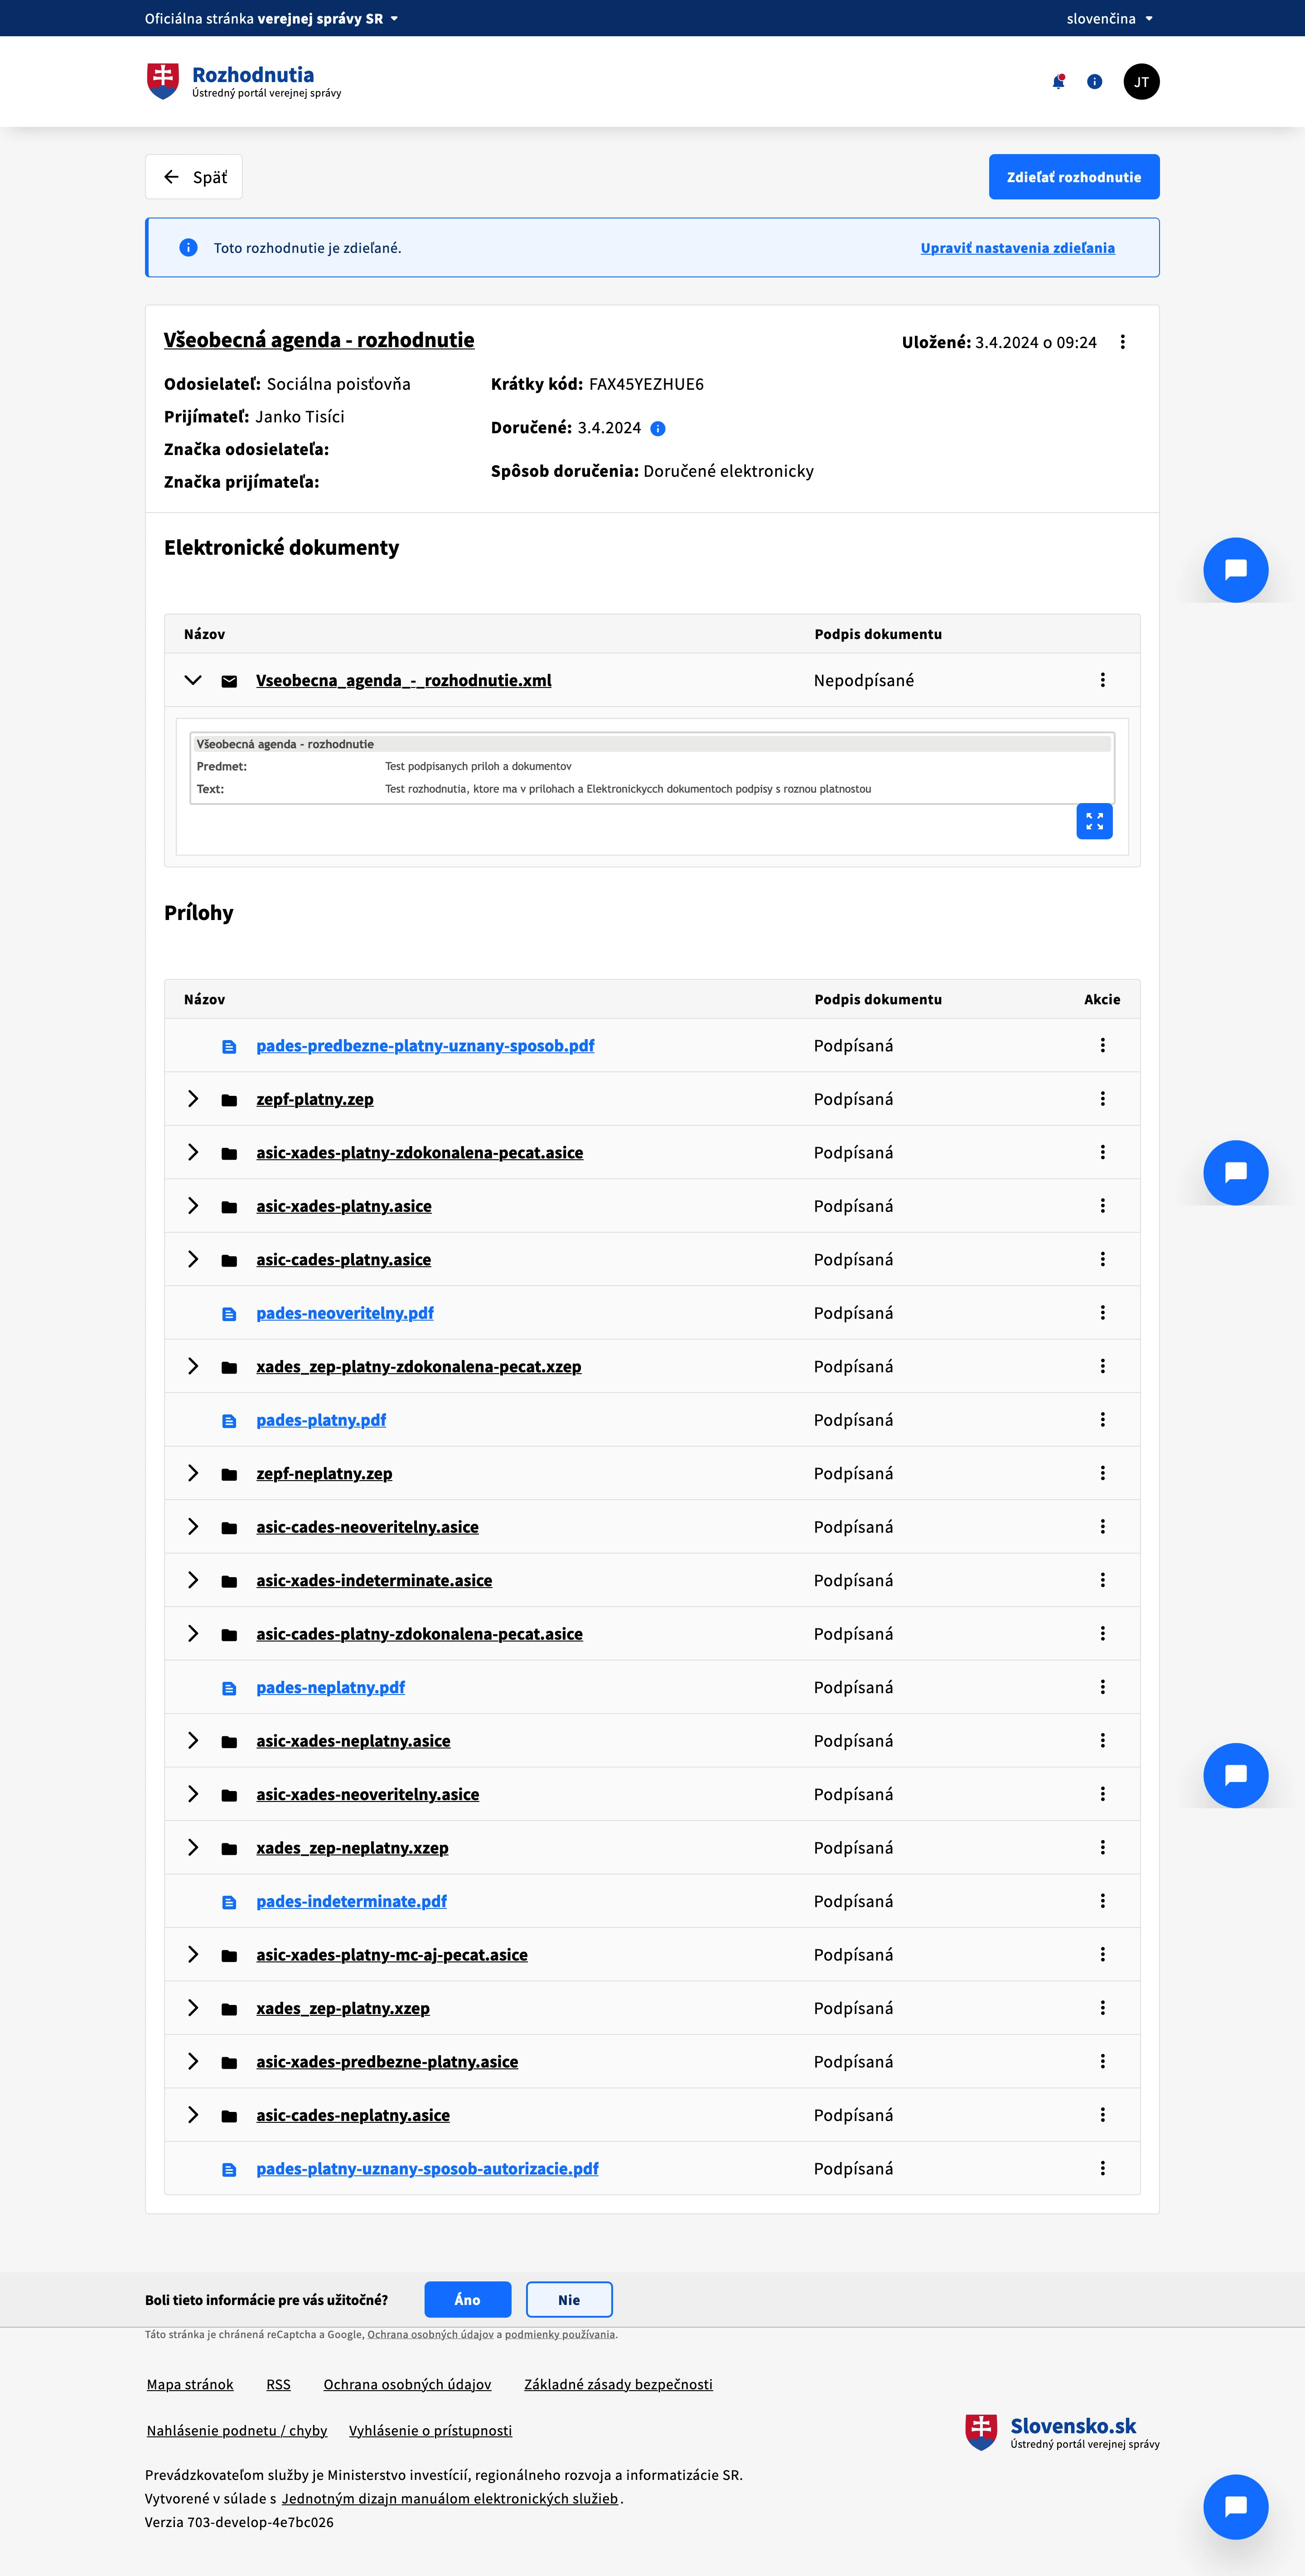 Oficiálna stránka verejnej správy SR
slovenčina
Rozhodnutia
Ústredný portál verejnej správy
JT
Späť
Zdieľať rozhodnutie
Toto rozhodnutie je zdieľané.
Upraviť nastavenia zdieľania
Všeobecná agenda - rozhodnutie
Uložené: 3.4.2024 o 09:24
Odosielateľ: Sociálna poisťovňa
Prijímateľ: Janko Tisíci
Značka odosielateľa:
Značka prijímateľa:
Krátky kód: FAX45YEZHUE6
Doručené: 3.4.2024
Spôsob doručenia: Doručené elektronicky
Elektronické dokumenty
Názov Podpis dokumentu
Vseobecna_agenda_-_rozhodnutie.xml Nepodpísané
Všeobecná agenda - rozhodnutie
Predmet: Test podpisanych priloh a dokumentov
Text: Test rozhodnutia, ktore ma v prilohach a Elektronickycch dokumentoch podpisy s roznou platnostou
Prílohy
Názov Podpis dokumentu Akcie
pades-predbezne-platny-uznany-sposob.pdf Podpísaná
zepf-platny.zep Podpísaná
asic-xades-platny-zdokonalena-pecat.asice Podpísaná
asic-xades-platny.asice Podpísaná
asic-cades-platny.asice Podpísaná
pades-neoveritelny.pdf Podpísaná
xades_zep-platny-zdokonalena-pecat.xzep Podpísaná
pades-platny.pdf Podpísaná
zepf-neplatny.zep Podpísaná
asic-cades-neoveritelny.asice Podpísaná
asic-xades-indeterminate.asice Podpísaná
asic-cades-platny-zdokonalena-pecat.asice Podpísaná
pades-neplatny.pdf Podpísaná
asic-xades-neplatny.asice Podpísaná
asic-xades-neoveritelny.asice Podpísaná
xades_zep-neplatny.xzep Podpísaná
pades-indeterminate.pdf Podpísaná
asic-xades-platny-mc-aj-pecat.asice Podpísaná
xades_zep-platny.xzep Podpísaná
asic-xades-predbezne-platny.asice Podpísaná
asic-cades-neplatny.asice Podpísaná
pades-platny-uznany-sposob-autorizacie.pdf Podpísaná
Boli tieto informácie pre vás užitočné? Áno Nie
Táto stránka je chránená reCaptcha a Google, Ochrana osobných údajov a podmienky používania.
Mapa stránok RSS Ochrana osobných údajov Základné zásady bezpečnosti
Nahlásenie podnetu / chyby Vyhlásenie o prístupnosti
Slovensko.sk
Ústredný portál verejnej správy
Prevádzkovateľom služby je Ministerstvo investícií, regionálneho rozvoja a informatizácie SR.
Vytvorené v súlade s Jednotným dizajn manuálom elektronických služieb.
Verzia 703-develop-4e7bc026